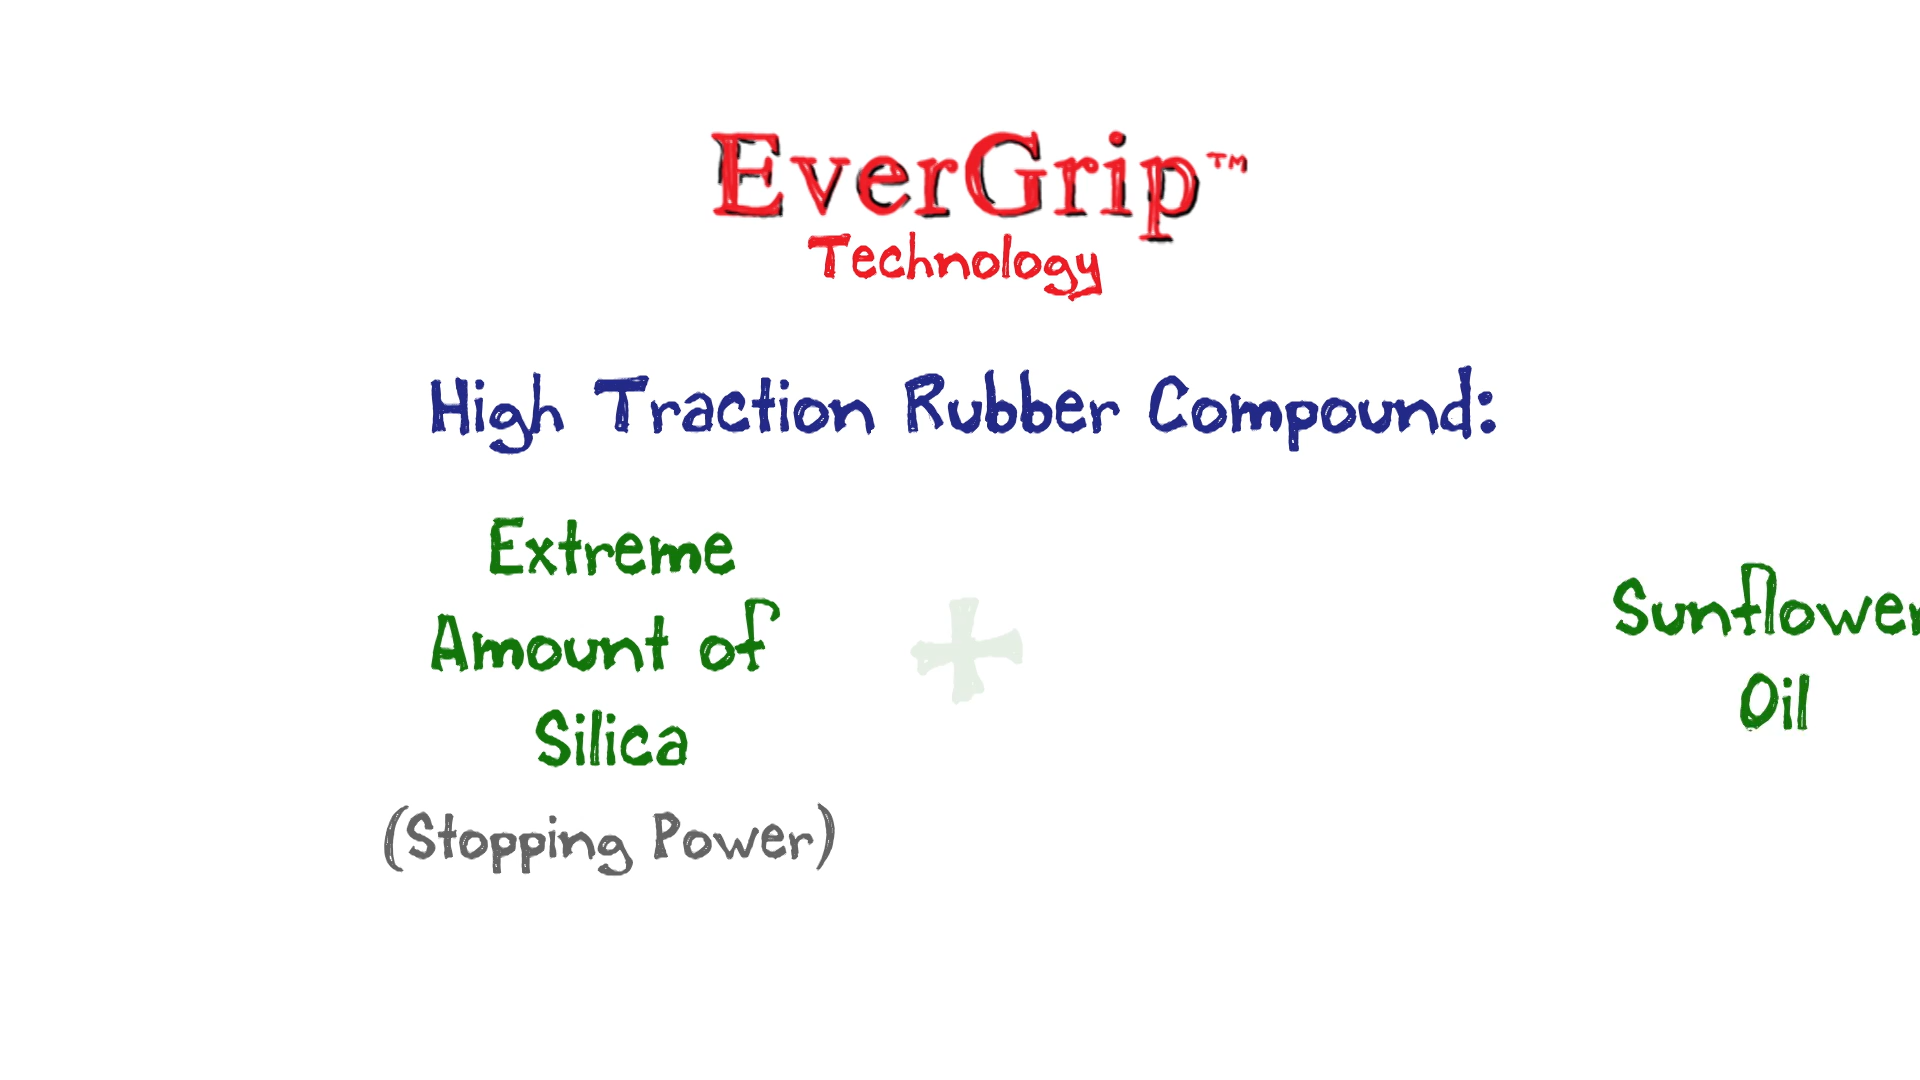 EverGrip™
Technology
High Traction Rubber Compound:
Extreme
Amount of
Silica
(Stopping Power)
+
Sunflower
Oil